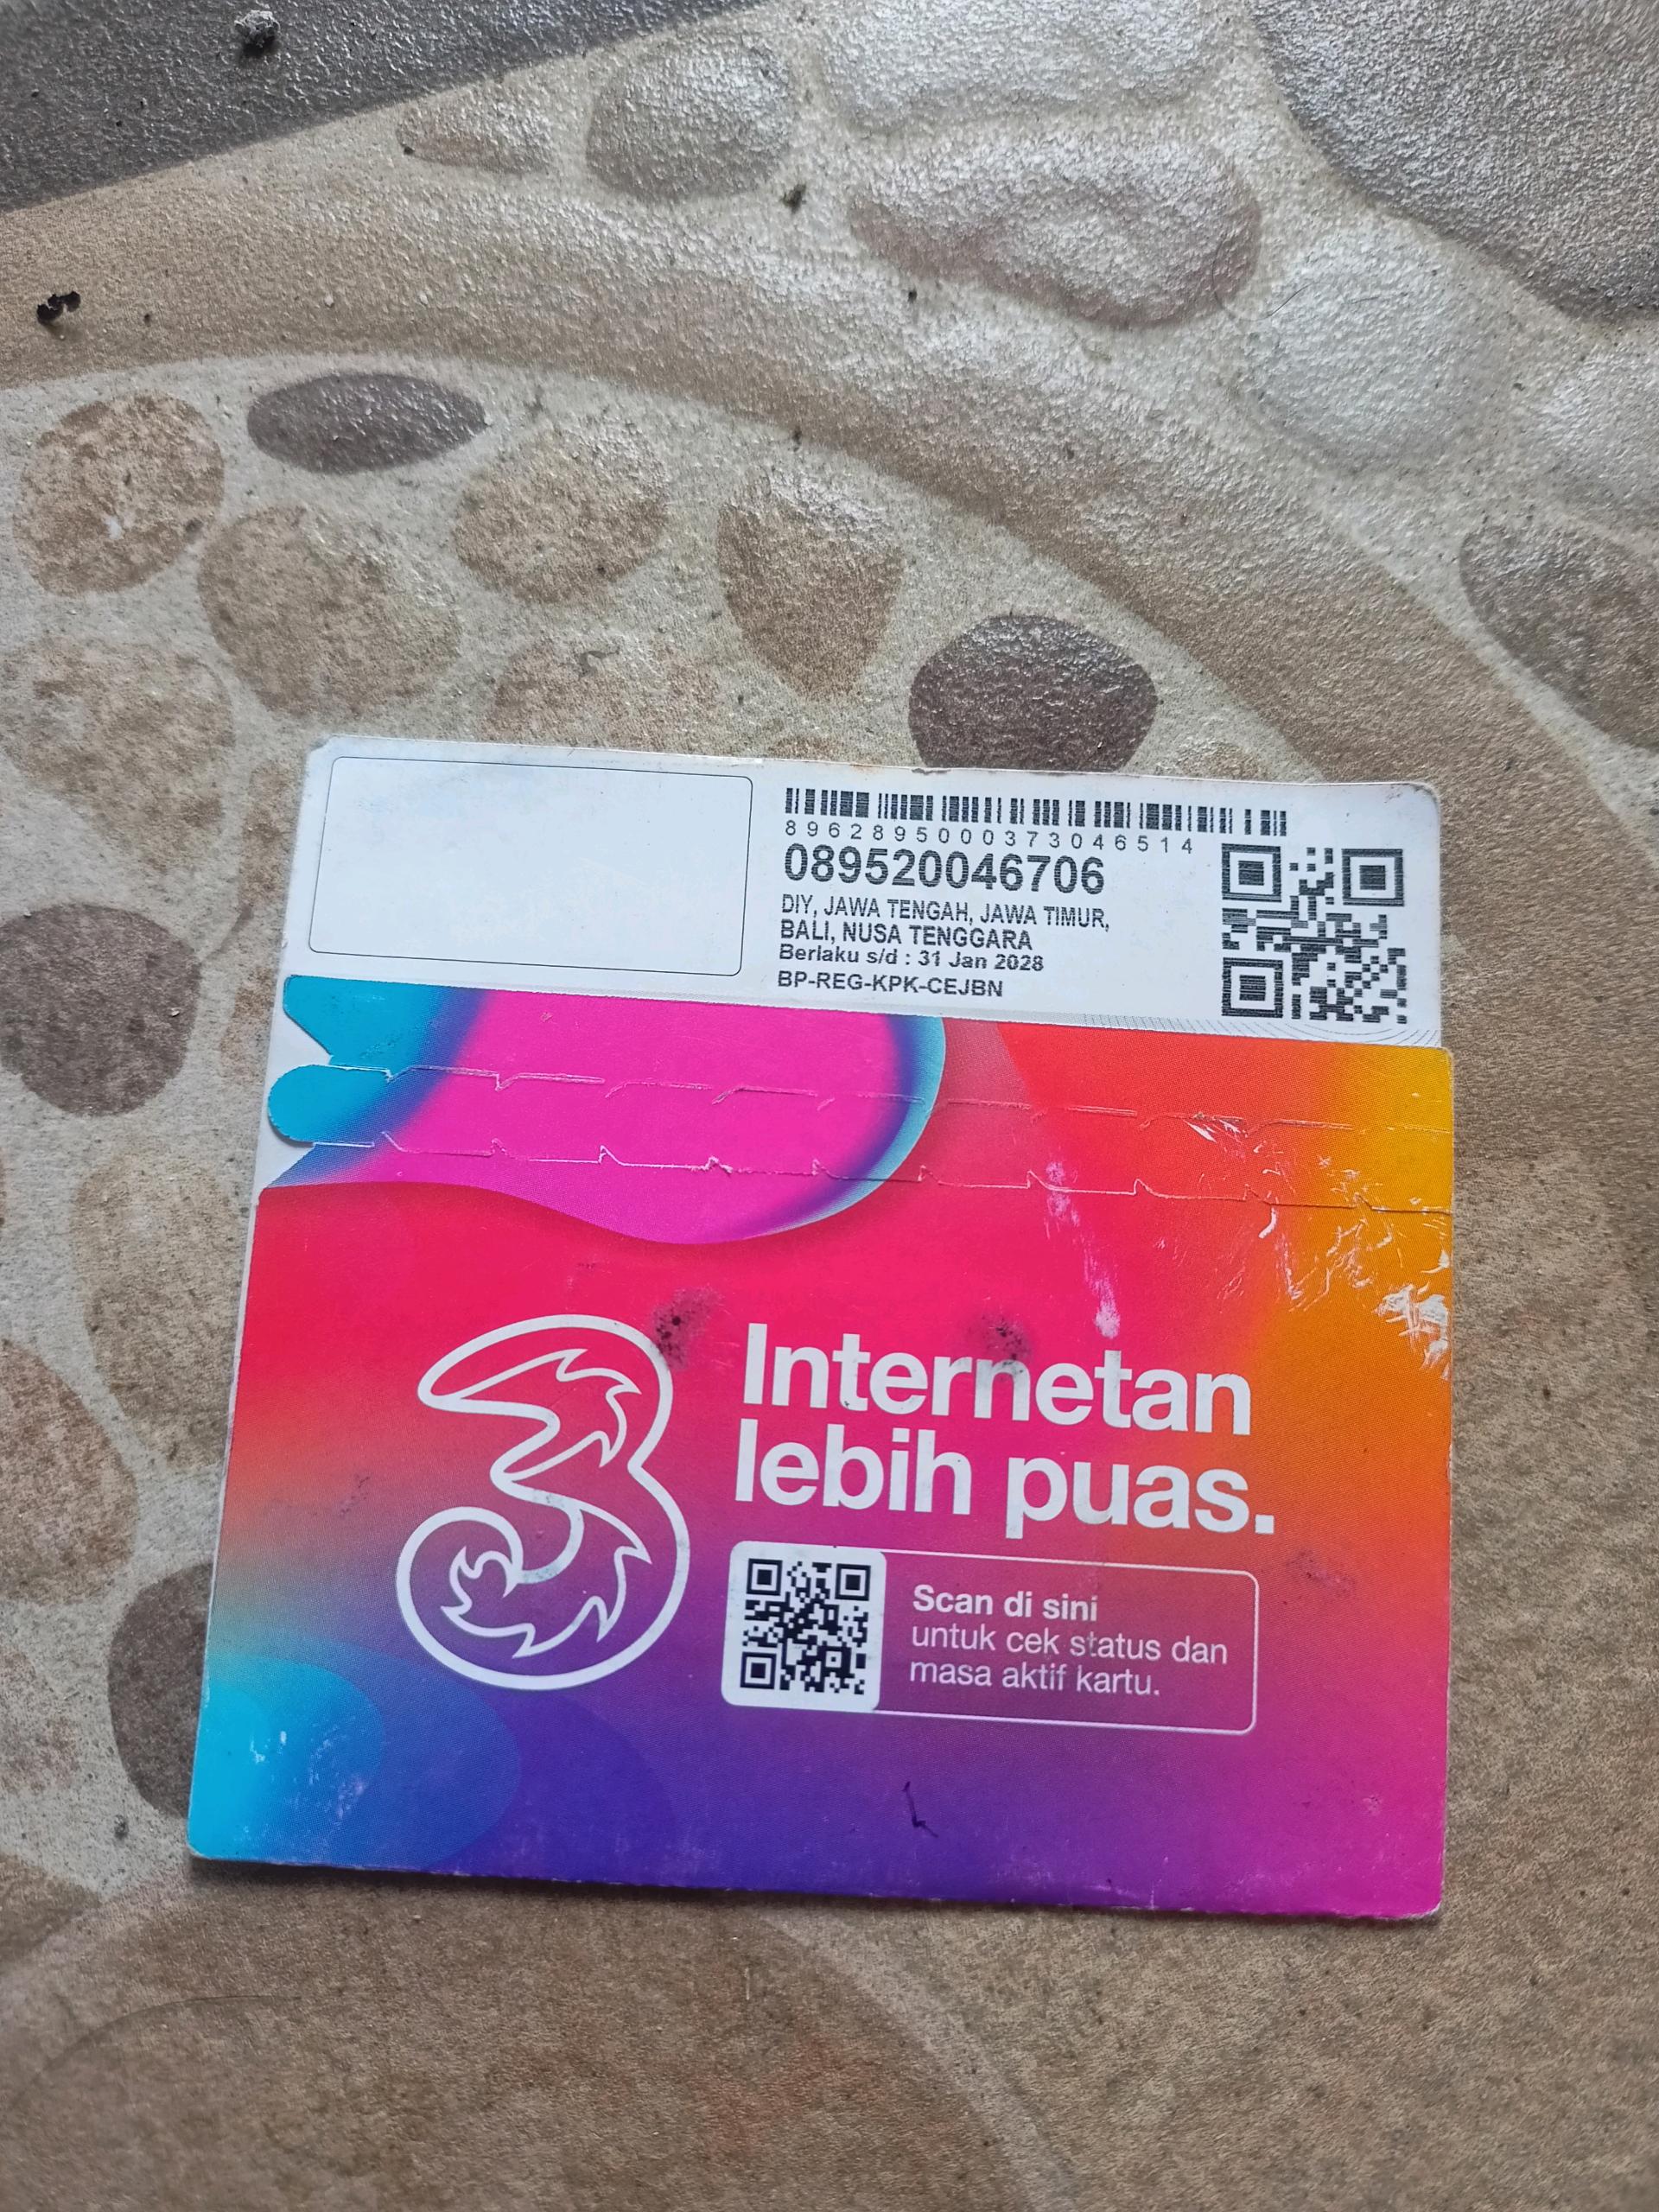 8962895000373046514
089520046706
DIY, JAWA TENGAH, JAWA TIMUR,
BALI, NUSA TENGGARA
Berlaku s/d : 31 Jan 2028
BP-REG-KPK-CEJBN
3
Internetan
lebih puas.
Scan di sini
untuk cek status dan
masa aktif kartu.